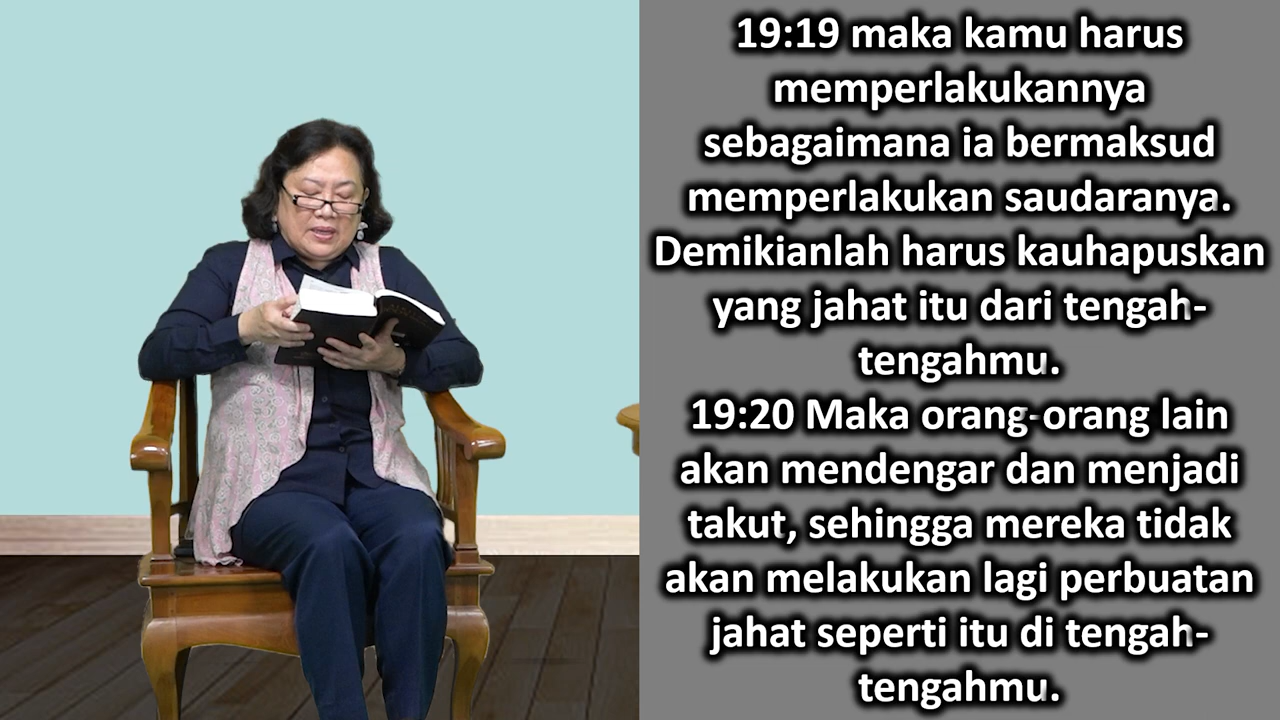 19:19 maka kamu harus
memperlakukannya
sebagaimana ia bermaksud
memperlakukan saudaranya.
Demikianlah harus kauhapuskan
yang jahat itu dari tengah-
tengahmu.
19:20 Maka orang-orang lain
akan mendengar dan menjadi
takut, sehingga mereka tidak
akan melakukan lagi perbuatan
jahat seperti itu di tengah-
tengahmu.